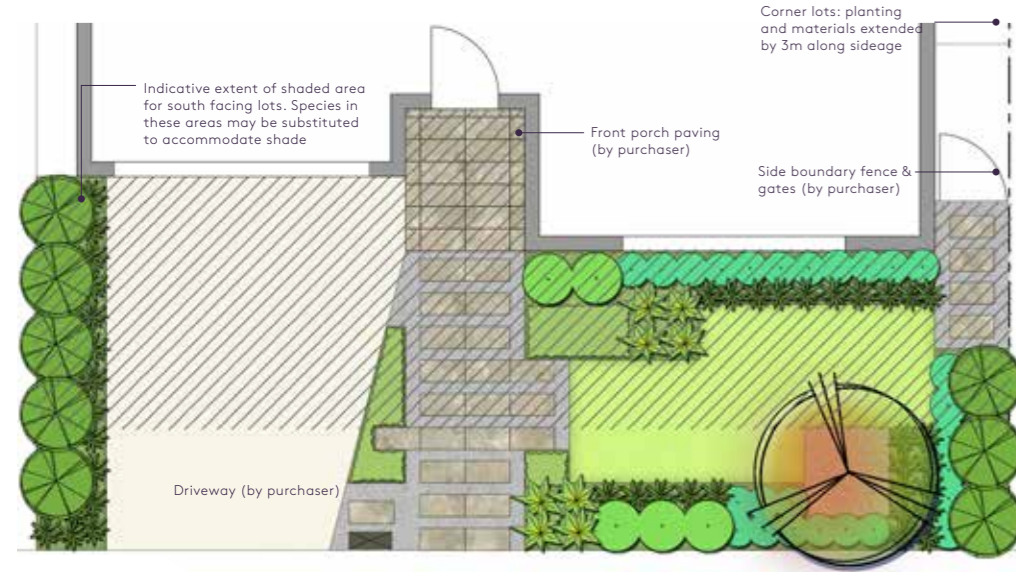 Corner lots: planting
and materials extended
by 3m along sideage
Indicative extent of shaded area
for south facing lots. Species in
these areas may be substituted
to accommodate shade
Front porch paving
(by purchaser)
Side boundary fence &
gates (by purchaser)
Driveway (by purchaser)